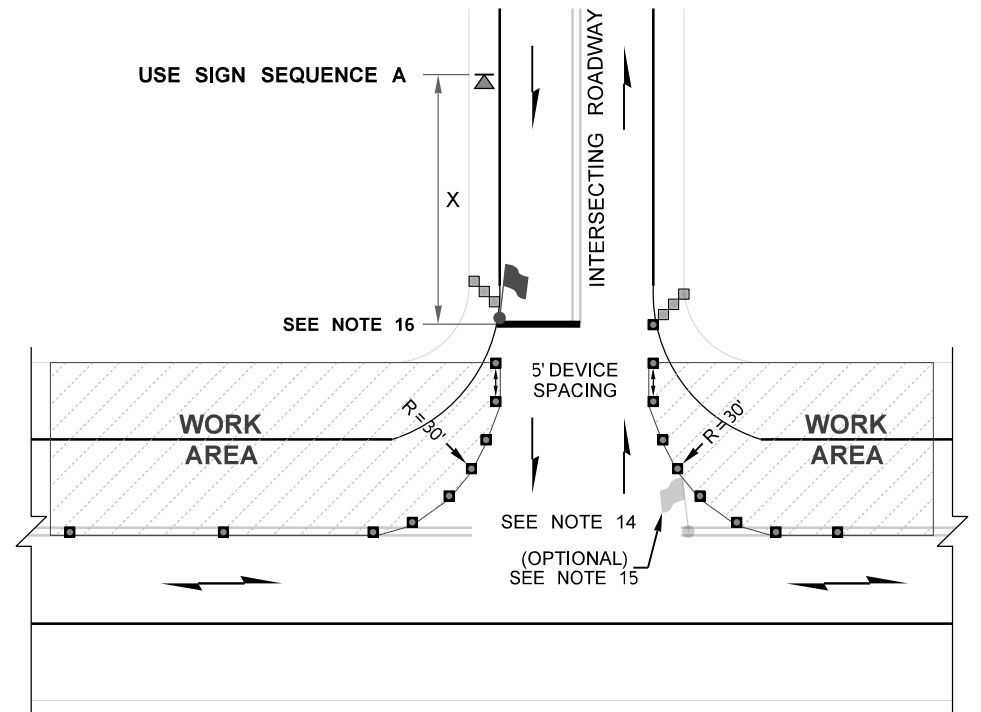 USE SIGN SEQUENCE A
INTERSECTING ROADWAY
X
SEE NOTE 16
5' DEVICE
SPACING
R = 30'
R = 30'
WORK
AREA
WORK
AREA
SEE NOTE 14
(OPTIONAL)
SEE NOTE 15